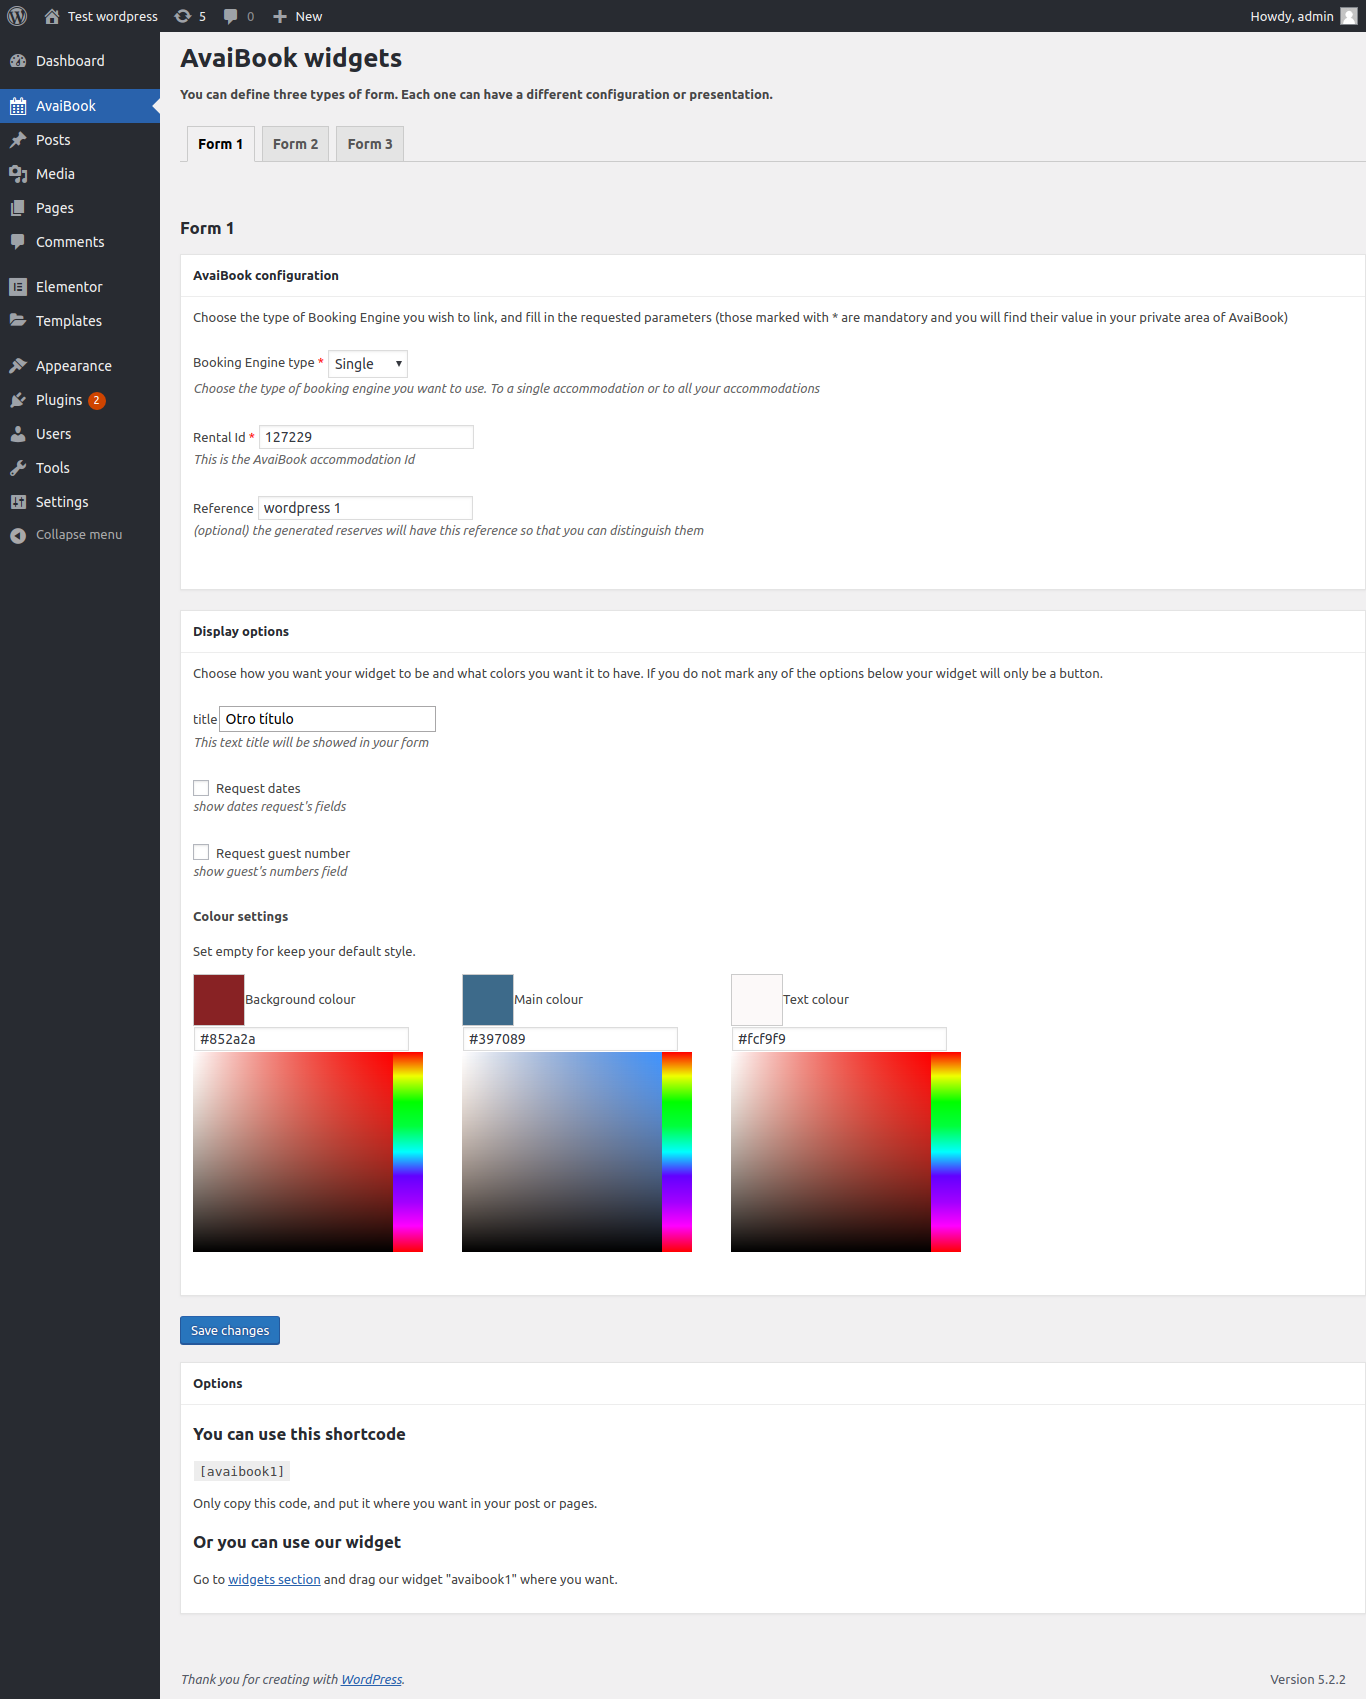 Test wordpress 5 0 New Howdy, admin
Dashboard
AvaiBook
Posts
Media
Pages
Comments
Elementor
Templates
Appearance
Plugins 2
Users
Tools
Settings
Collapse menu
AvaiBook widgets
You can define three types of form. Each one can have a different configuration or presentation.
Form 1 Form 2 Form 3
Form 1
AvaiBook configuration
Choose the type of Booking Engine you wish to link, and fill in the requested parameters (those marked with * are mandatory and you will find their value in your private area of AvaiBook)
Booking Engine type * Single
Choose the type of booking engine you want to use. To a single accommodation or to all your accommodations
Rental Id * 127229
This is the AvaiBook accommodation Id
Reference wordpress 1
(optional) the generated reserves will have this reference so that you can distinguish them
Display options
Choose how you want your widget to be and what colors you want it to have. If you do not mark any of the options below your widget will only be a button.
title Otro título
This text title will be showed in your form
Request dates
show dates request's fields
Request guest number
show guest's numbers field
Colour settings
Set empty for keep your default style.
Background colour Main colour Text colour
#852a2a #397089 #fcf9f9
Save changes
Options
You can use this shortcode
[avaibook1]
Only copy this code, and put it where you want in your post or pages.
Or you can use our widget
Go to widgets section and drag our widget "avaibook1" where you want.
Thank you for creating with WordPress. Version 5.2.2